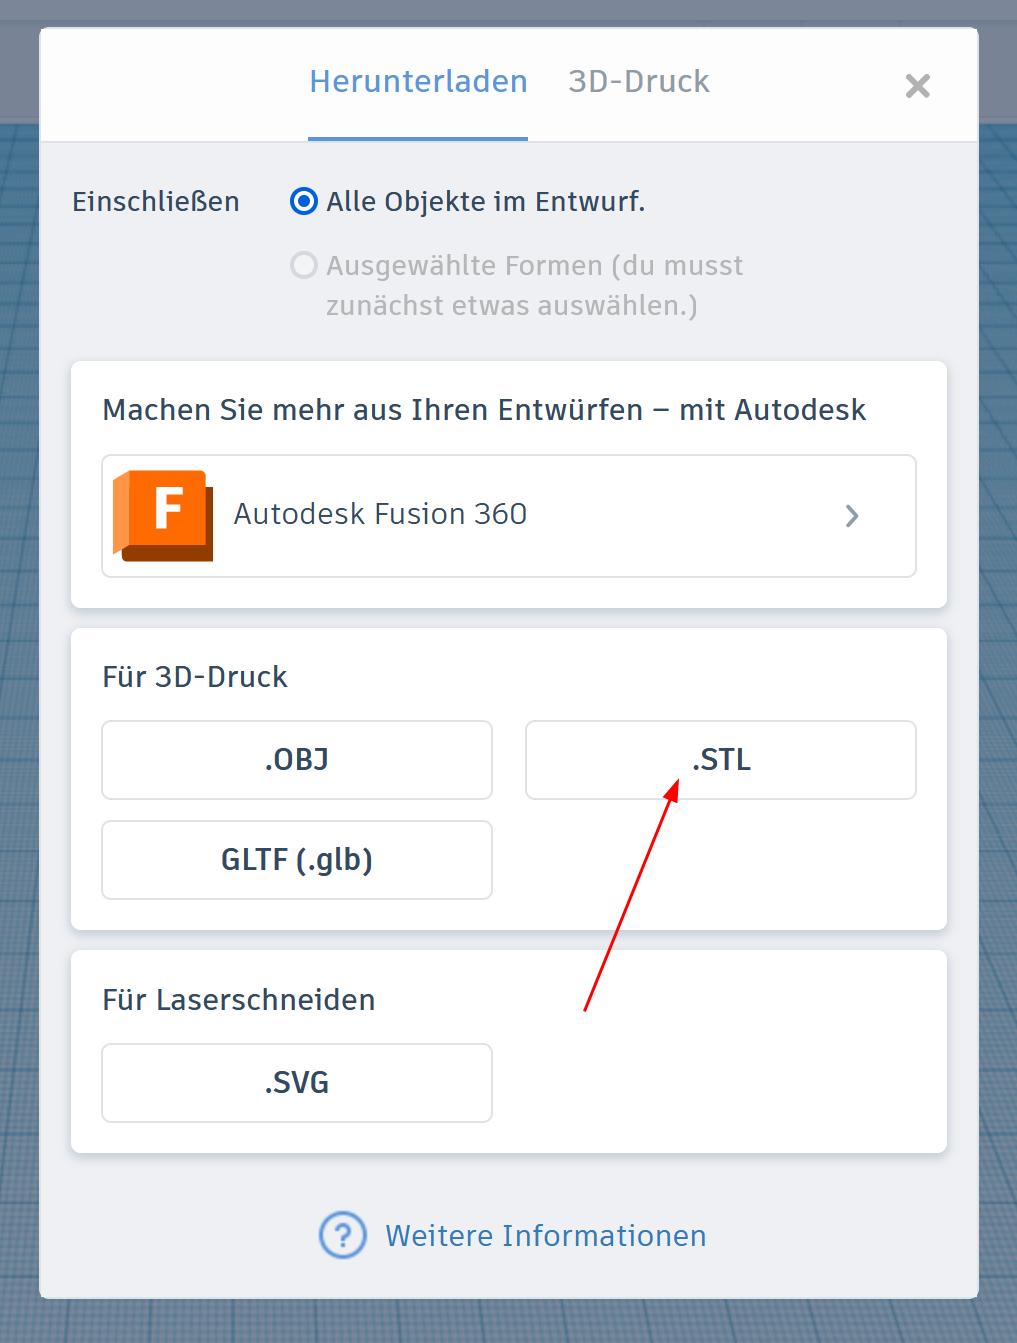 Herunterladen 3D-Druck
Einschließen Alle Objekte im Entwurf.
Ausgewählte Formen (du musst
zunächst etwas auswählen.)
Machen Sie mehr aus Ihren Entwürfen – mit Autodesk
F Autodesk Fusion 360
Für 3D-Druck
.OBJ .STL
GLTF (.glb)
Für Laserschneiden
.SVG
? Weitere Informationen